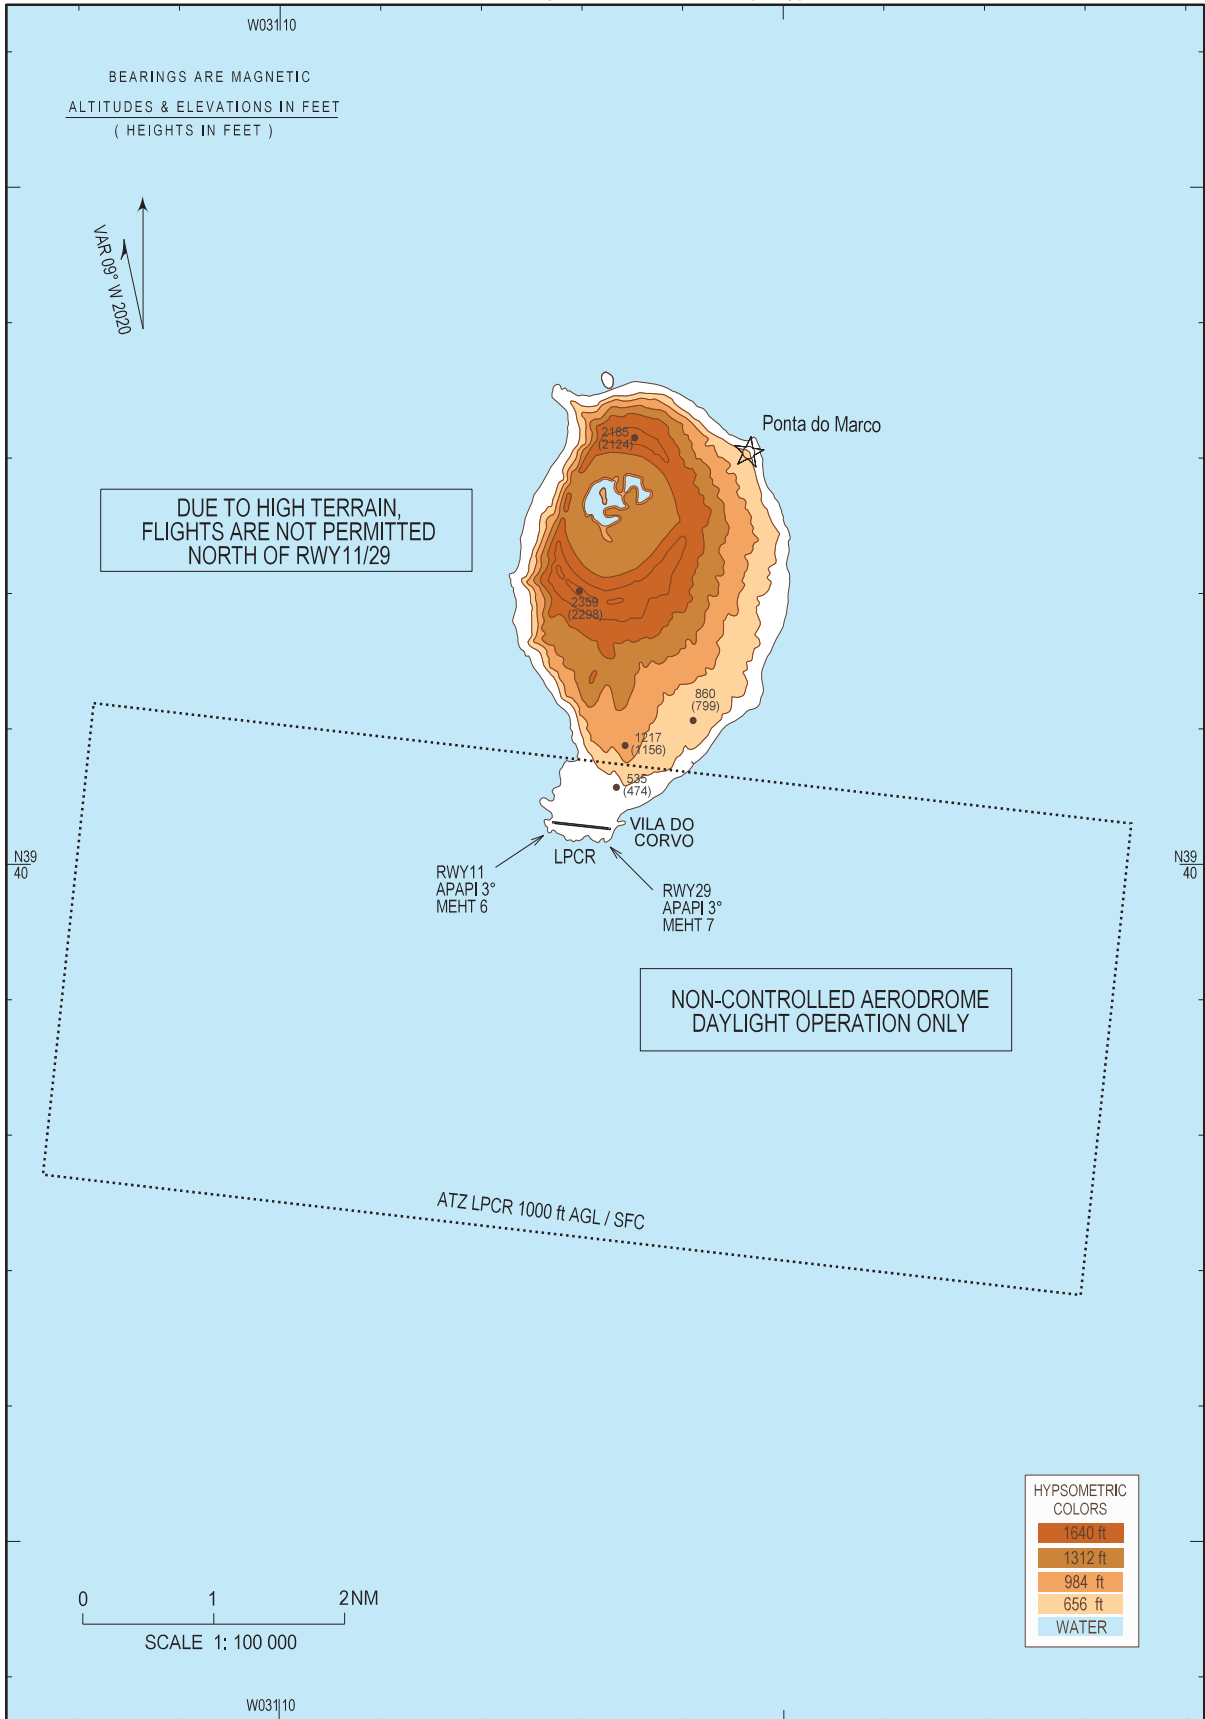 W031 10
BEARINGS ARE MAGNETIC
ALTITUDES & ELEVATIONS IN FEET
( HEIGHTS IN FEET )
VAR 09° W 2020
Ponta do Marco
2185
(2124)
DUE TO HIGH TERRAIN,
FLIGHTS ARE NOT PERMITTED
NORTH OF RWY11/29
2359
(2298)
860
(799)
1217
(1156)
535
(474)
VILA DO
CORVO
LPCR
N39
40
N39
40
RWY11
APAPI 3°
MEHT 6
RWY29
APAPI 3°
MEHT 7
NON-CONTROLLED AERODROME
DAYLIGHT OPERATION ONLY
ATZ LPCR 1000 ft AGL / SFC
HYPSOMETRIC
COLORS
1640 ft
1312 ft
984 ft
656 ft
WATER
0 1 2NM
SCALE 1: 100 000
W031 10